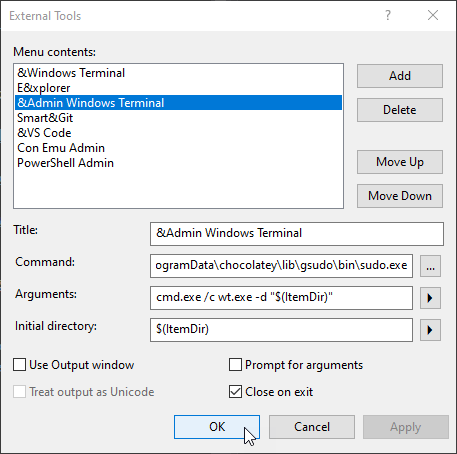 External Tools
?
Menu contents:
&Windows Terminal
E&xplorer
&Admin Windows Terminal
Smart&Git
&VS Code
Con Emu Admin
PowerShell Admin
Add
Delete
Move Up
Move Down
Title:
&Admin Windows Terminal
Command:
ogramData\chocolatey\lib\gsudo\bin\sudo.exe
...
Arguments:
cmd.exe /c wt.exe -d "$(ItemDir)"
Initial directory:
$(ItemDir)
Use Output window
Prompt for arguments
Treat output as Unicode
Close on exit
OK
Cancel
Apply